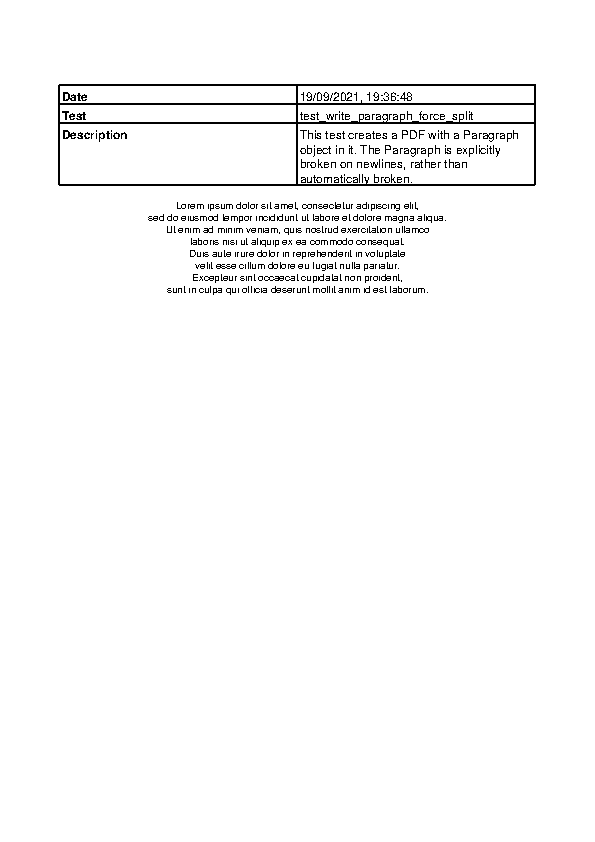 Date 19/09/2021, 19:36:48
Test test_write_paragraph_force_split
Description This test creates a PDF with a Paragraph
object in it. The Paragraph is explicitly
broken on newlines, rather than
automatically broken.
Lorem ipsum dolor sit amet, consectetur adipiscing elit,
sed do eiusmod tempor incididunt ut labore et dolore magna aliqua.
Ut enim ad minim veniam, quis nostrud exercitation ullamco
laboris nisi ut aliquip ex ea commodo consequat.
Duis aute irure dolor in reprehenderit in voluptate
velit esse cillum dolore eu fugiat nulla pariatur.
Excepteur sint occaecat cupidatat non proident,
sunt in culpa qui officia deserunt mollit anim id est laborum.